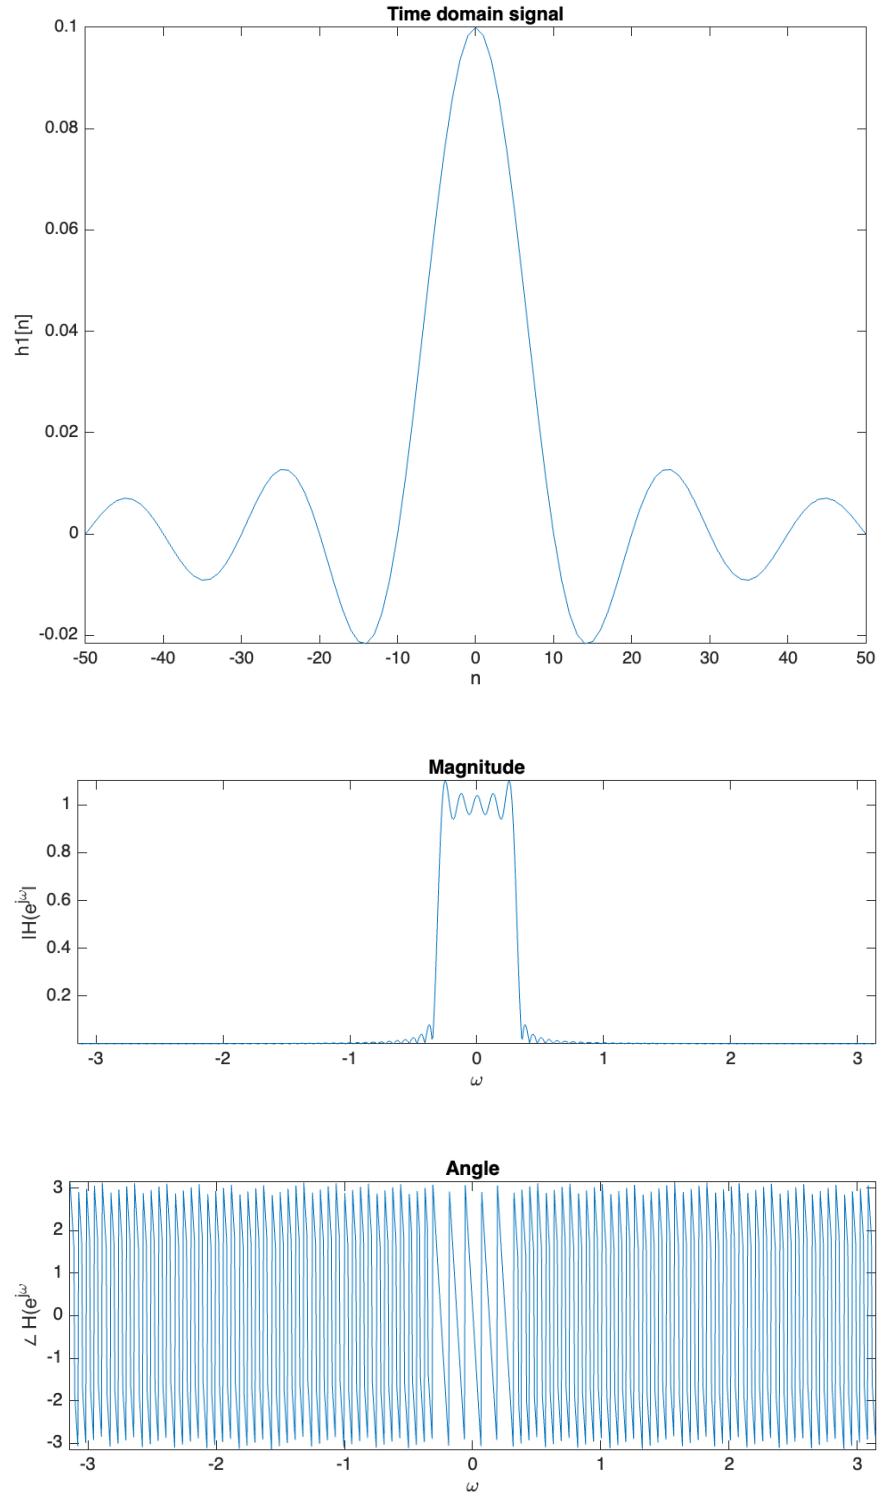 Time domain signal
0.1
0.08
0.06
0.04
0.02
0
-0.02
h1[n]
-50 -40 -30 -20 -10 0 10 20 30 40 50
n
Magnitude
1
0.8
0.6
0.4
0.2
|H(e^{jω}|
-3 -2 -1 0 1 2 3
ω
Angle
3
2
1
0
-1
-2
-3
∠ H(e^{jω}
-3 -2 -1 0 1 2 3
ω